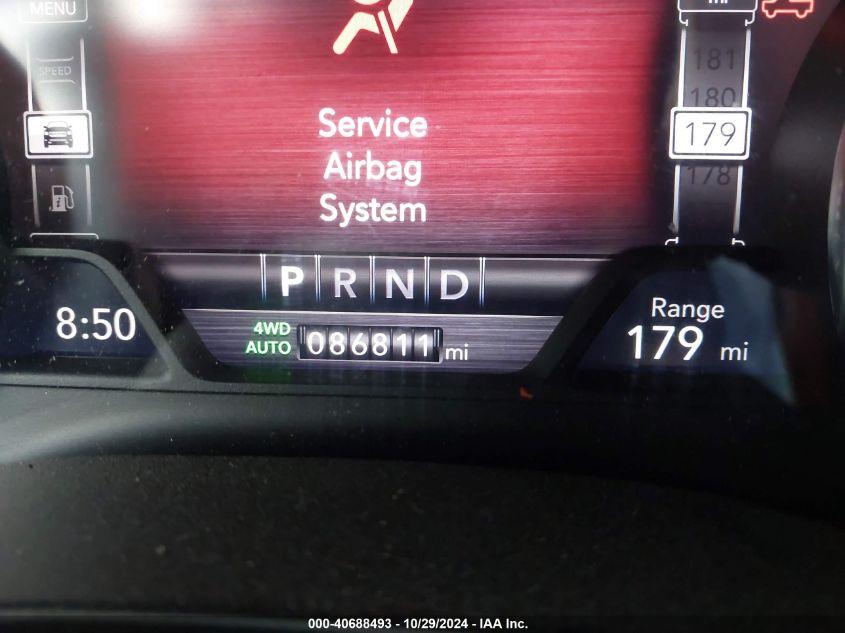 MENU
SPEED
mi
181
180
179
178
Service
Airbag
System
P R N D
8:50
4WD
AUTO
086811 mi
Range
179 mi
000-40688493 - 10/29/2024 - IAA Inc.